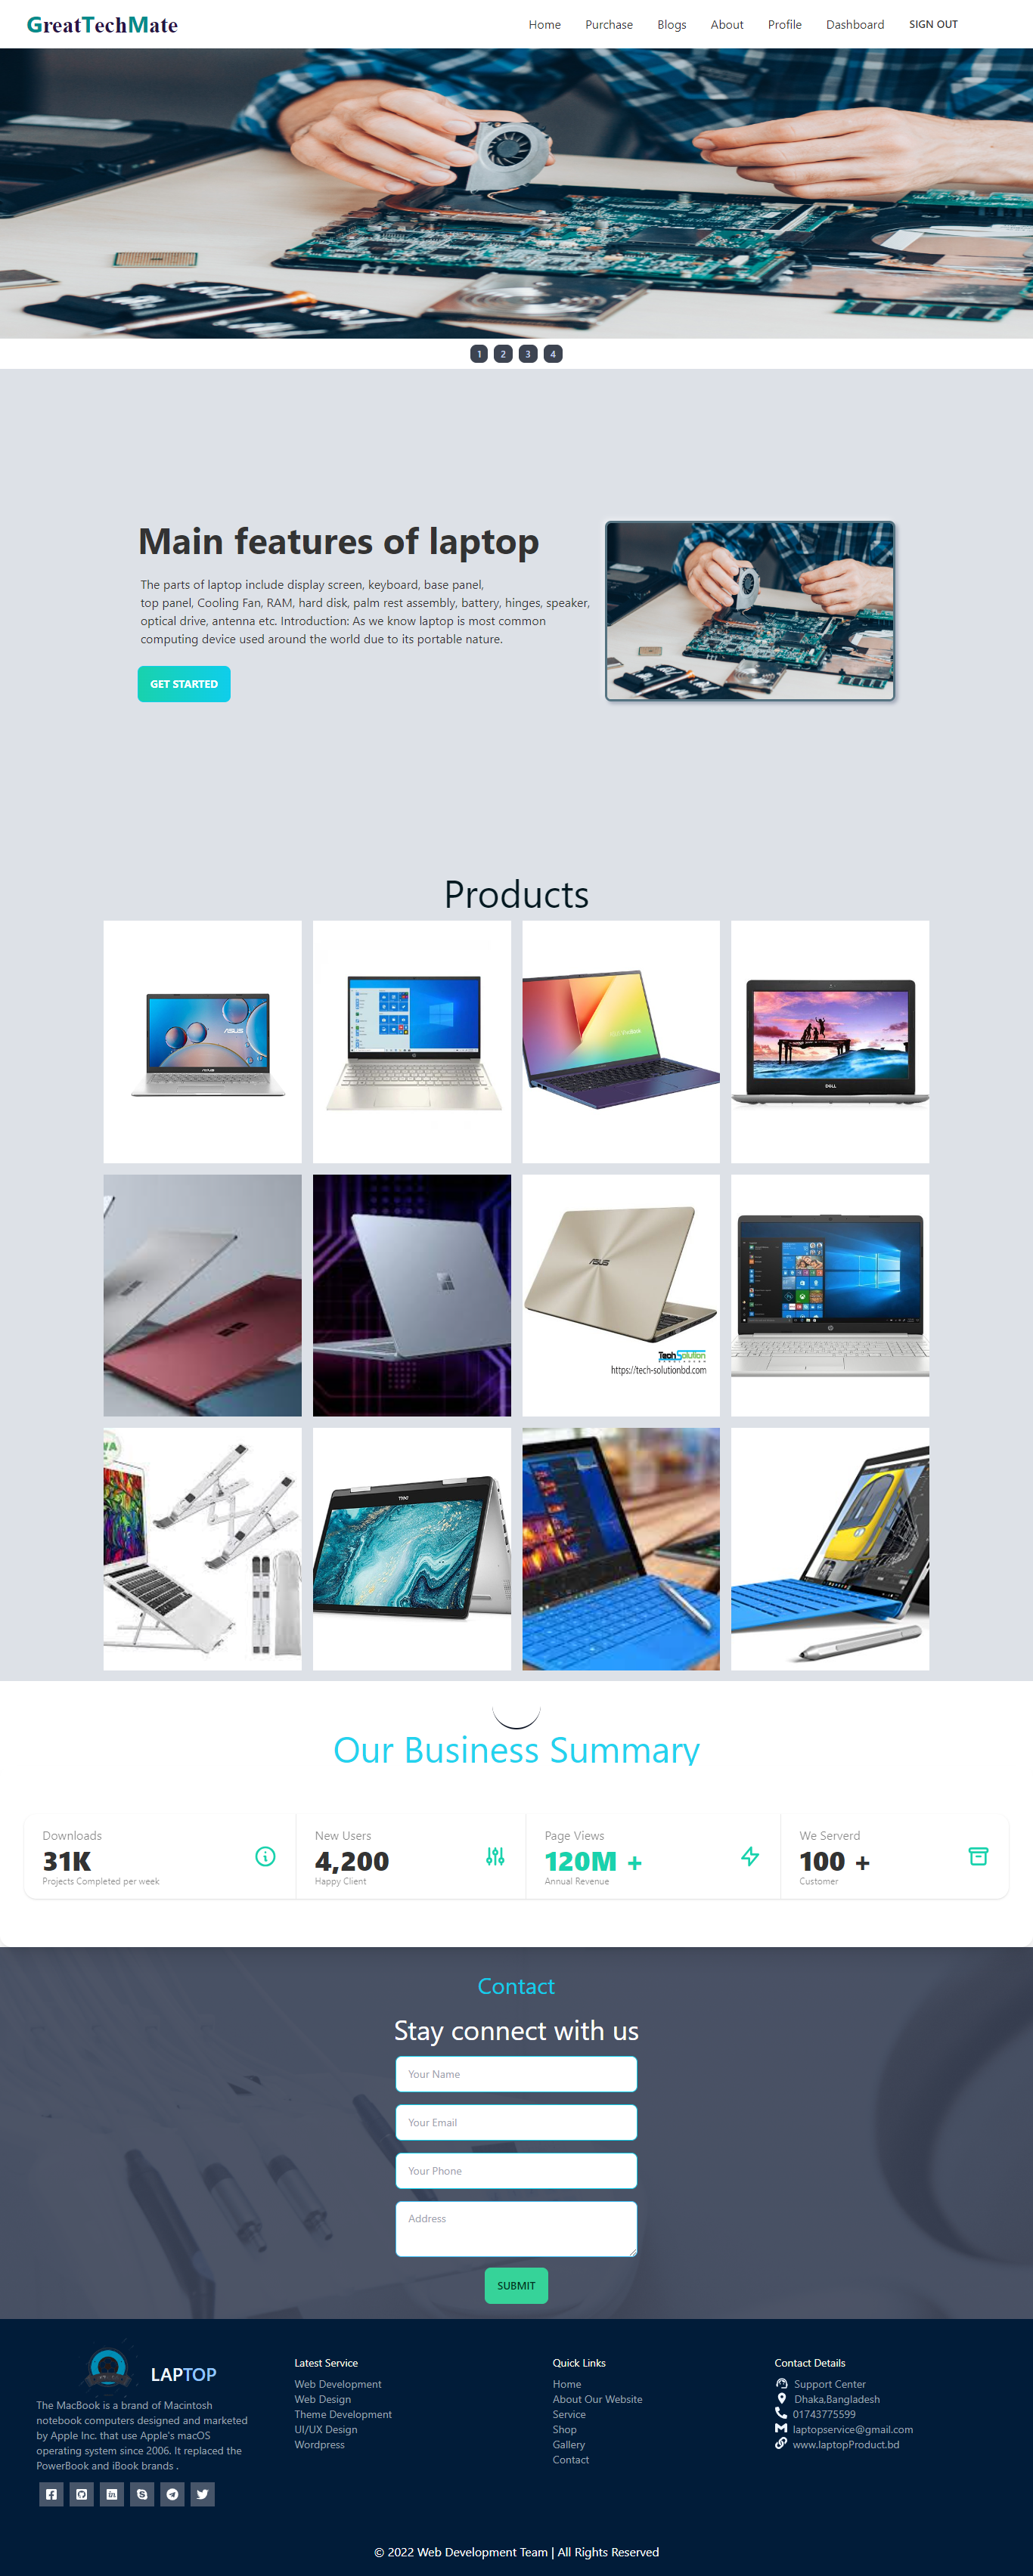 GreatTechMate
Home Purchase Blogs About Profile Dashboard SIGN OUT
1 2 3 4
Main features of laptop
The parts of laptop include display screen, keyboard, base panel,
top panel, Cooling Fan, RAM, hard disk, palm rest assembly, battery, hinges, speaker,
optical drive, antenna etc. Introduction: As we know laptop is most common
computing device used around the world due to its portable nature.
GET STARTED
Products
ASUS
DELL
ASUS
TechSolution
https://tech-solutionbd.com
Our Business Summary
Downloads
31K
Projects Completed per week
New Users
4,200
Happy Client
Page Views
120M +
Annual Revenue
We Serverd
100 +
Customer
Contact
Stay connect with us
Your Name
Your Email
Your Phone
Address
SUBMIT
LAPTOP
The MacBook is a brand of Macintosh
notebook computers designed and marketed
by Apple Inc. that use Apple's macOS
operating system since 2006. It replaced the
PowerBook and iBook brands .
Latest Service
Web Development
Web Design
Theme Development
UI/UX Design
Wordpress
Quick Links
Home
About Our Website
Service
Shop
Gallery
Contact
Contact Details
Support Center
Dhaka,Bangladesh
01743775599
laptopservice@gmail.com
www.laptopProduct.bd
© 2022 Web Development Team | All Rights Reserved